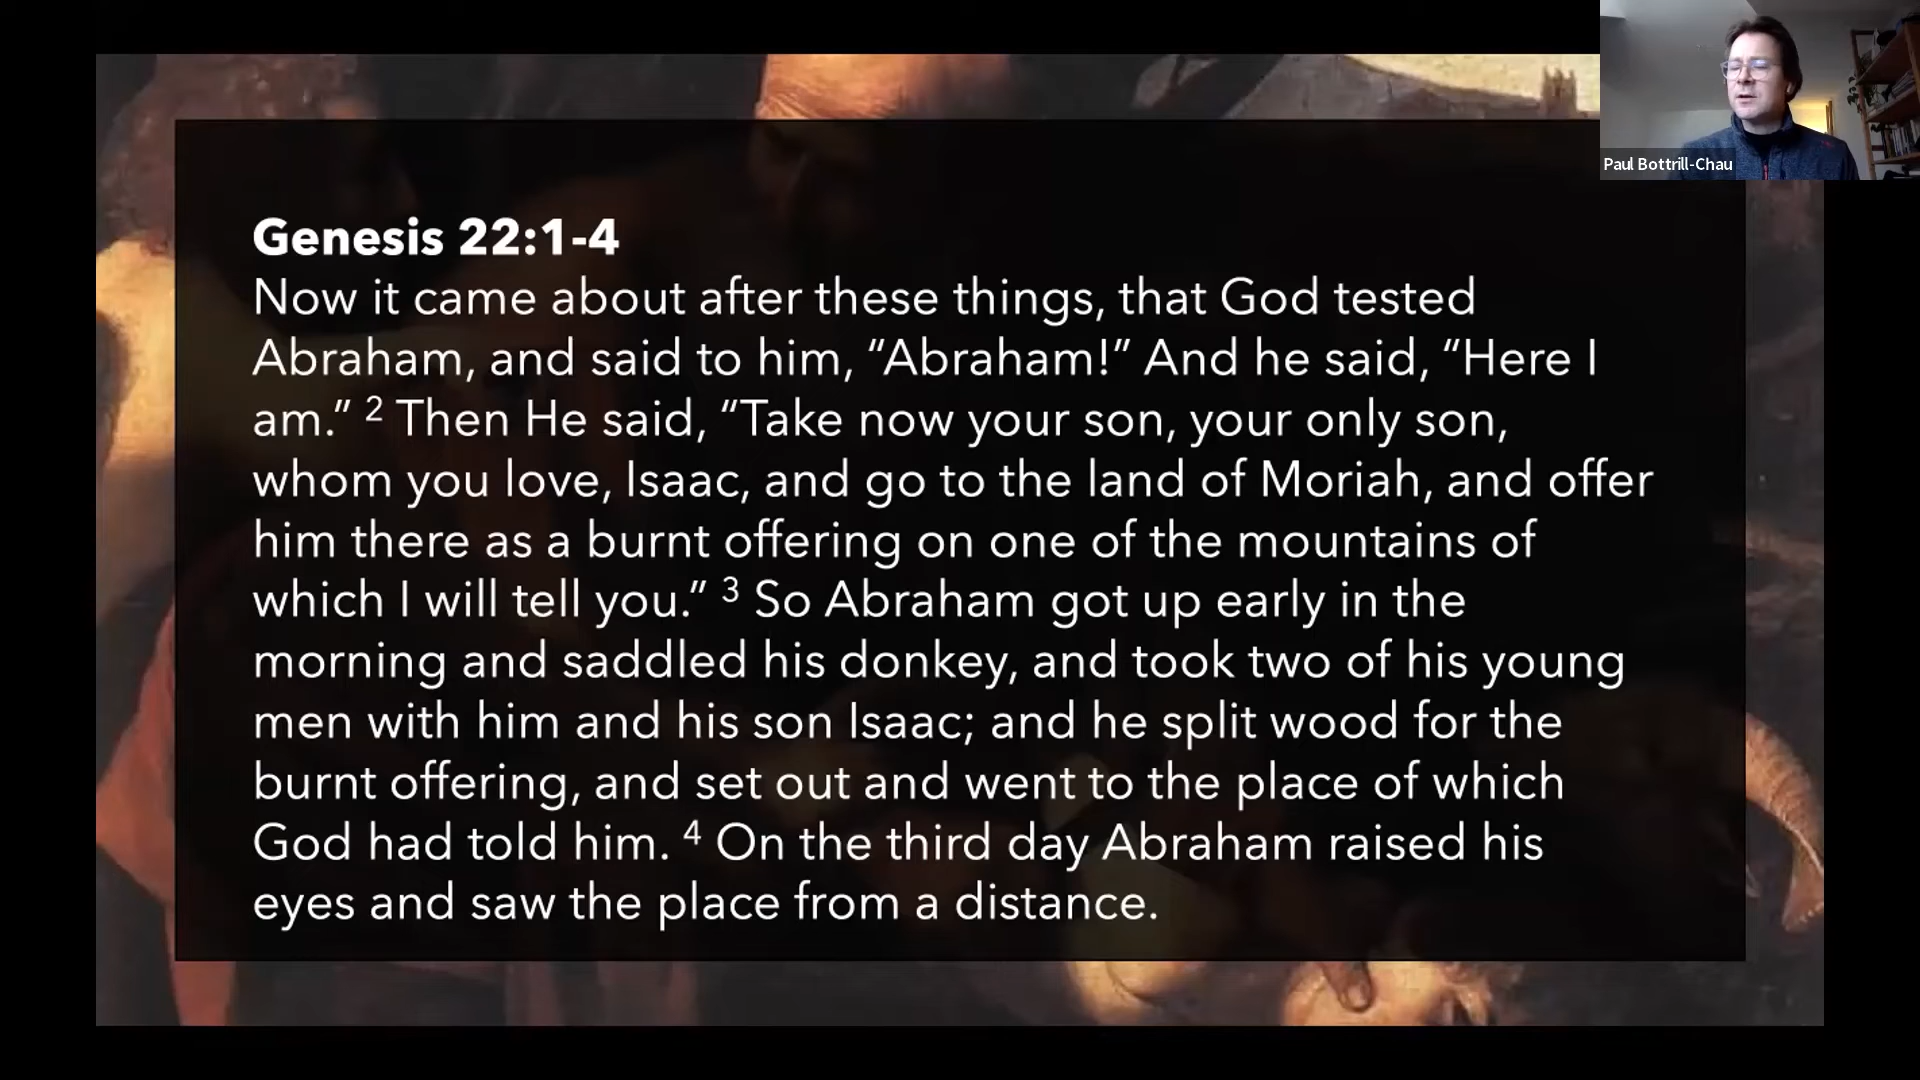 Paul Bottrill-Chau
Genesis 22:1-4
Now it came about after these things, that God tested
Abraham, and said to him, “Abraham!” And he said, “Here I
am.” 2 Then He said, “Take now your son, your only son,
whom you love, Isaac, and go to the land of Moriah, and offer
him there as a burnt offering on one of the mountains of
which I will tell you.” 3 So Abraham got up early in the
morning and saddled his donkey, and took two of his young
men with him and his son Isaac; and he split wood for the
burnt offering, and set out and went to the place of which
God had told him. 4 On the third day Abraham raised his
eyes and saw the place from a distance.